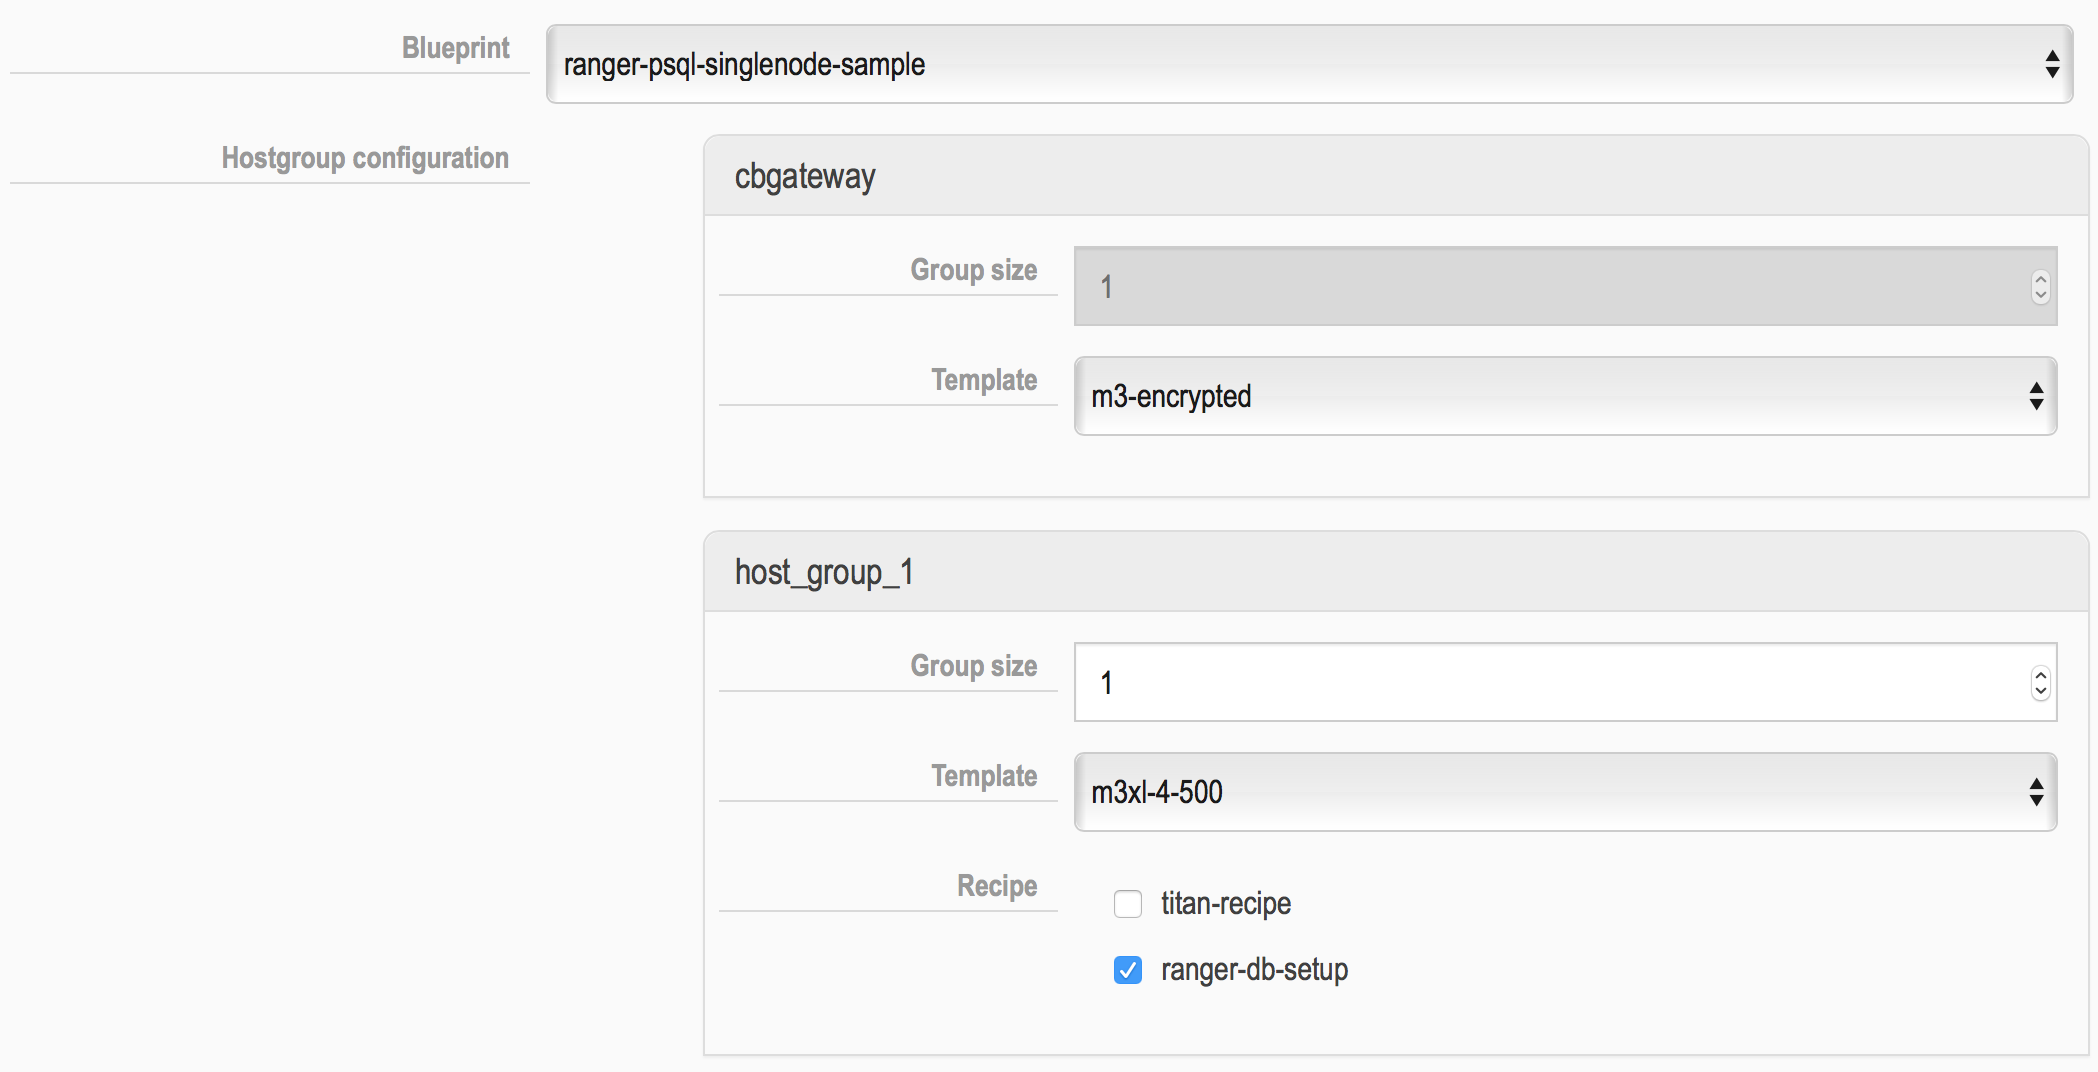 Blueprint
ranger-psql-singlenode-sample
Hostgroup configuration
cbgateway
Group size
1
Template
m3-encrypted
host_group_1
Group size
1
Template
m3xl-4-500
Recipe
titan-recipe
ranger-db-setup